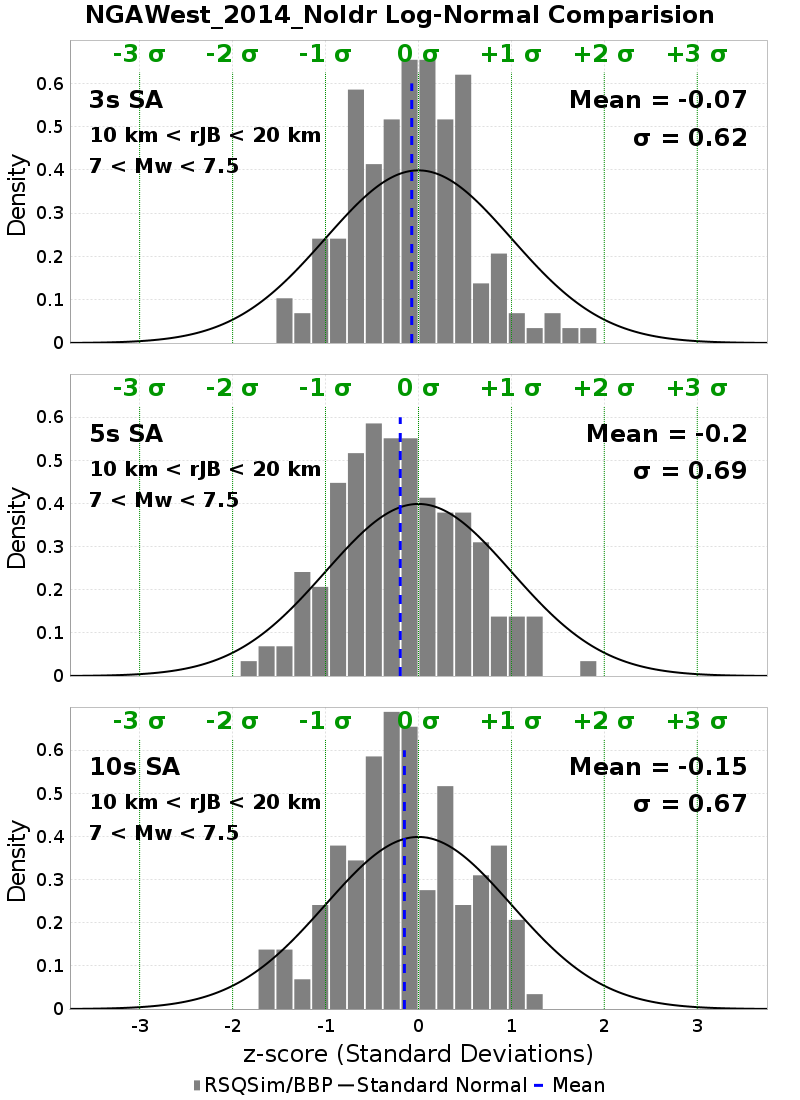 NGAWest_2014_NoIdr Log-Normal Comparision
-3 σ -2 σ -1 σ 0 σ +1 σ +2 σ +3 σ
3s SA
10 km < rJB < 20 km
7 < Mw < 7.5
Mean = -0.07
σ = 0.62
Density
0.6
0.5
0.4
0.3
0.2
0.1
0
-3 σ -2 σ -1 σ 0 σ +1 σ +2 σ +3 σ
5s SA
10 km < rJB < 20 km
7 < Mw < 7.5
Mean = -0.2
σ = 0.69
Density
0.6
0.5
0.4
0.3
0.2
0.1
0
-3 σ -2 σ -1 σ 0 σ +1 σ +2 σ +3 σ
10s SA
10 km < rJB < 20 km
7 < Mw < 7.5
Mean = -0.15
σ = 0.67
Density
0.6
0.5
0.4
0.3
0.2
0.1
0
-3 -2 -1 0 1 2 3
z-score (Standard Deviations)
RSQSim/BBP Standard Normal Mean